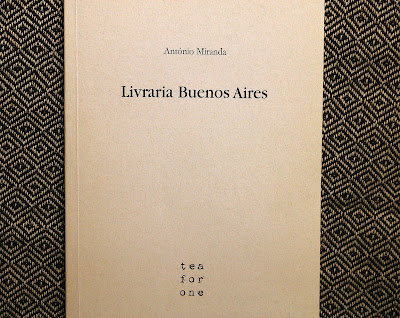 António Miranda
Livraria Buenos Aires
tea
for
one